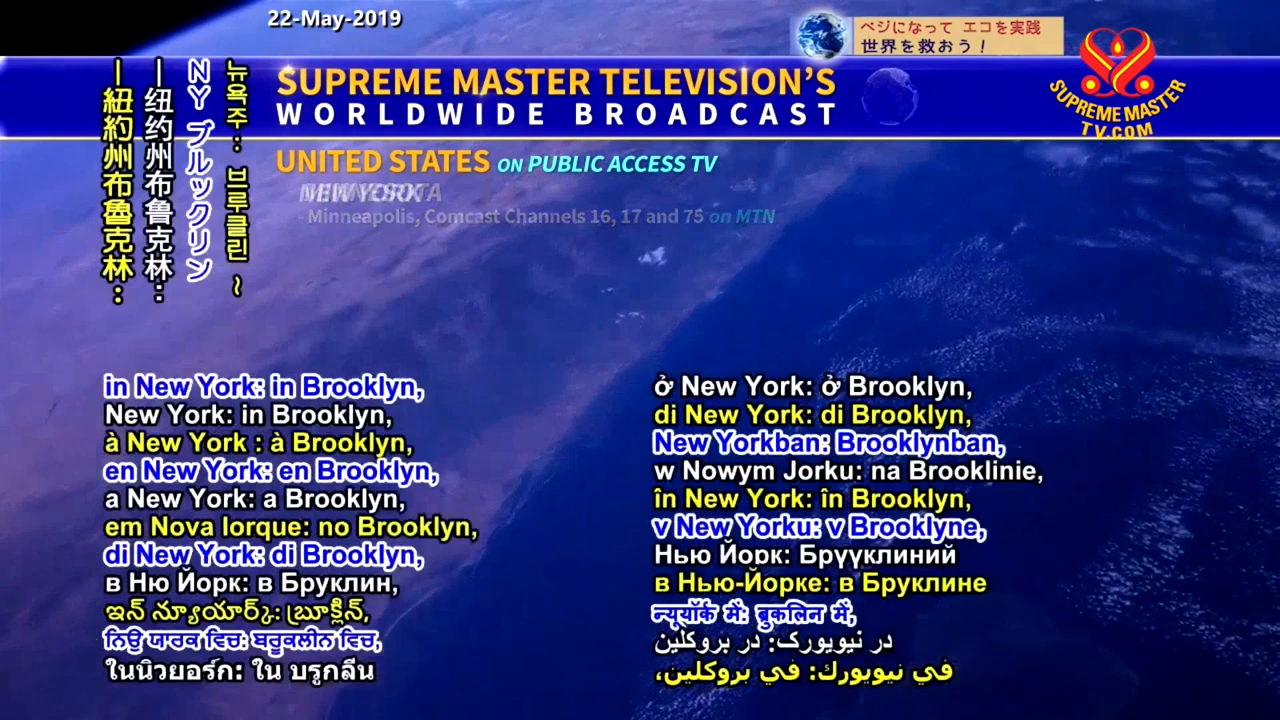 22-May-2019
ベジになって エコを実践
世界を救おう！
SUPREME MASTER TV.COM
SUPREME MASTER TELEVISION'S
WORLDWIDE BROADCAST
UNITED STATES ON PUBLIC ACCESS TV
NEW YORK
- Minneapolis, Comcast Channels 16, 17 and 75 on MTN
뉴욕주: 브루클린 ~
NY ブルックリン
－纽约州布鲁克林：
－紐約州布魯克林：
in New York: in Brooklyn,
New York: in Brooklyn,
à New York : à Brooklyn,
en New York: en Brooklyn,
a New York: a Brooklyn,
em Nova Iorque: no Brooklyn,
di New York: di Brooklyn,
в Ню Йорк: в Бруклин,
ఇన్ న్యూయార్క్: బ్రూక్లిన్,
ਨਿਉ ਯਾਰਕ ਵਿਚ: ਬਰੂਕਲੀਨ ਵਿਚ,
ในนิวยอร์ก: ใน บรูกลีน
ở New York: ở Brooklyn,
di New York: di Brooklyn,
New Yorkban: Brooklynban,
w Nowym Jorku: na Brooklinie,
în New York: în Brooklyn,
v New Yorku: v Brooklyne,
Нью Йорк: Брүүклиний
в Нью-Йорке: в Бруклине
न्यूयॉर्क में: ब्रुकलिन में,
در نیویورک: در بروکلین
في نيويورك: في بروكلين،